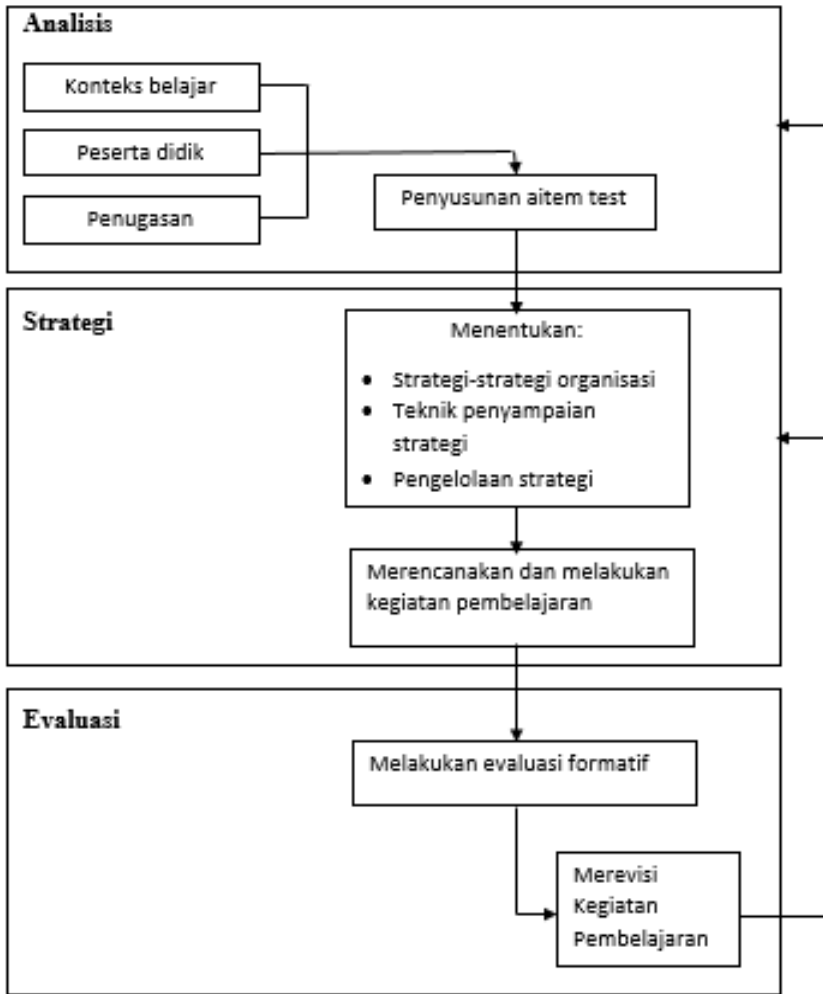 Analisis
Konteks belajar
Peserta didik
Penugasan
Penyusunan aitem test
Strategi
Menentukan:
• Strategi-strategi organisasi
• Teknik penyampaian
strategi
• Pengelolaan strategi
Merencanakan dan melakukan
kegiatan pembelajaran
Evaluasi
Melakukan evaluasi formatif
Merevisi
Kegiatan
Pembelajaran